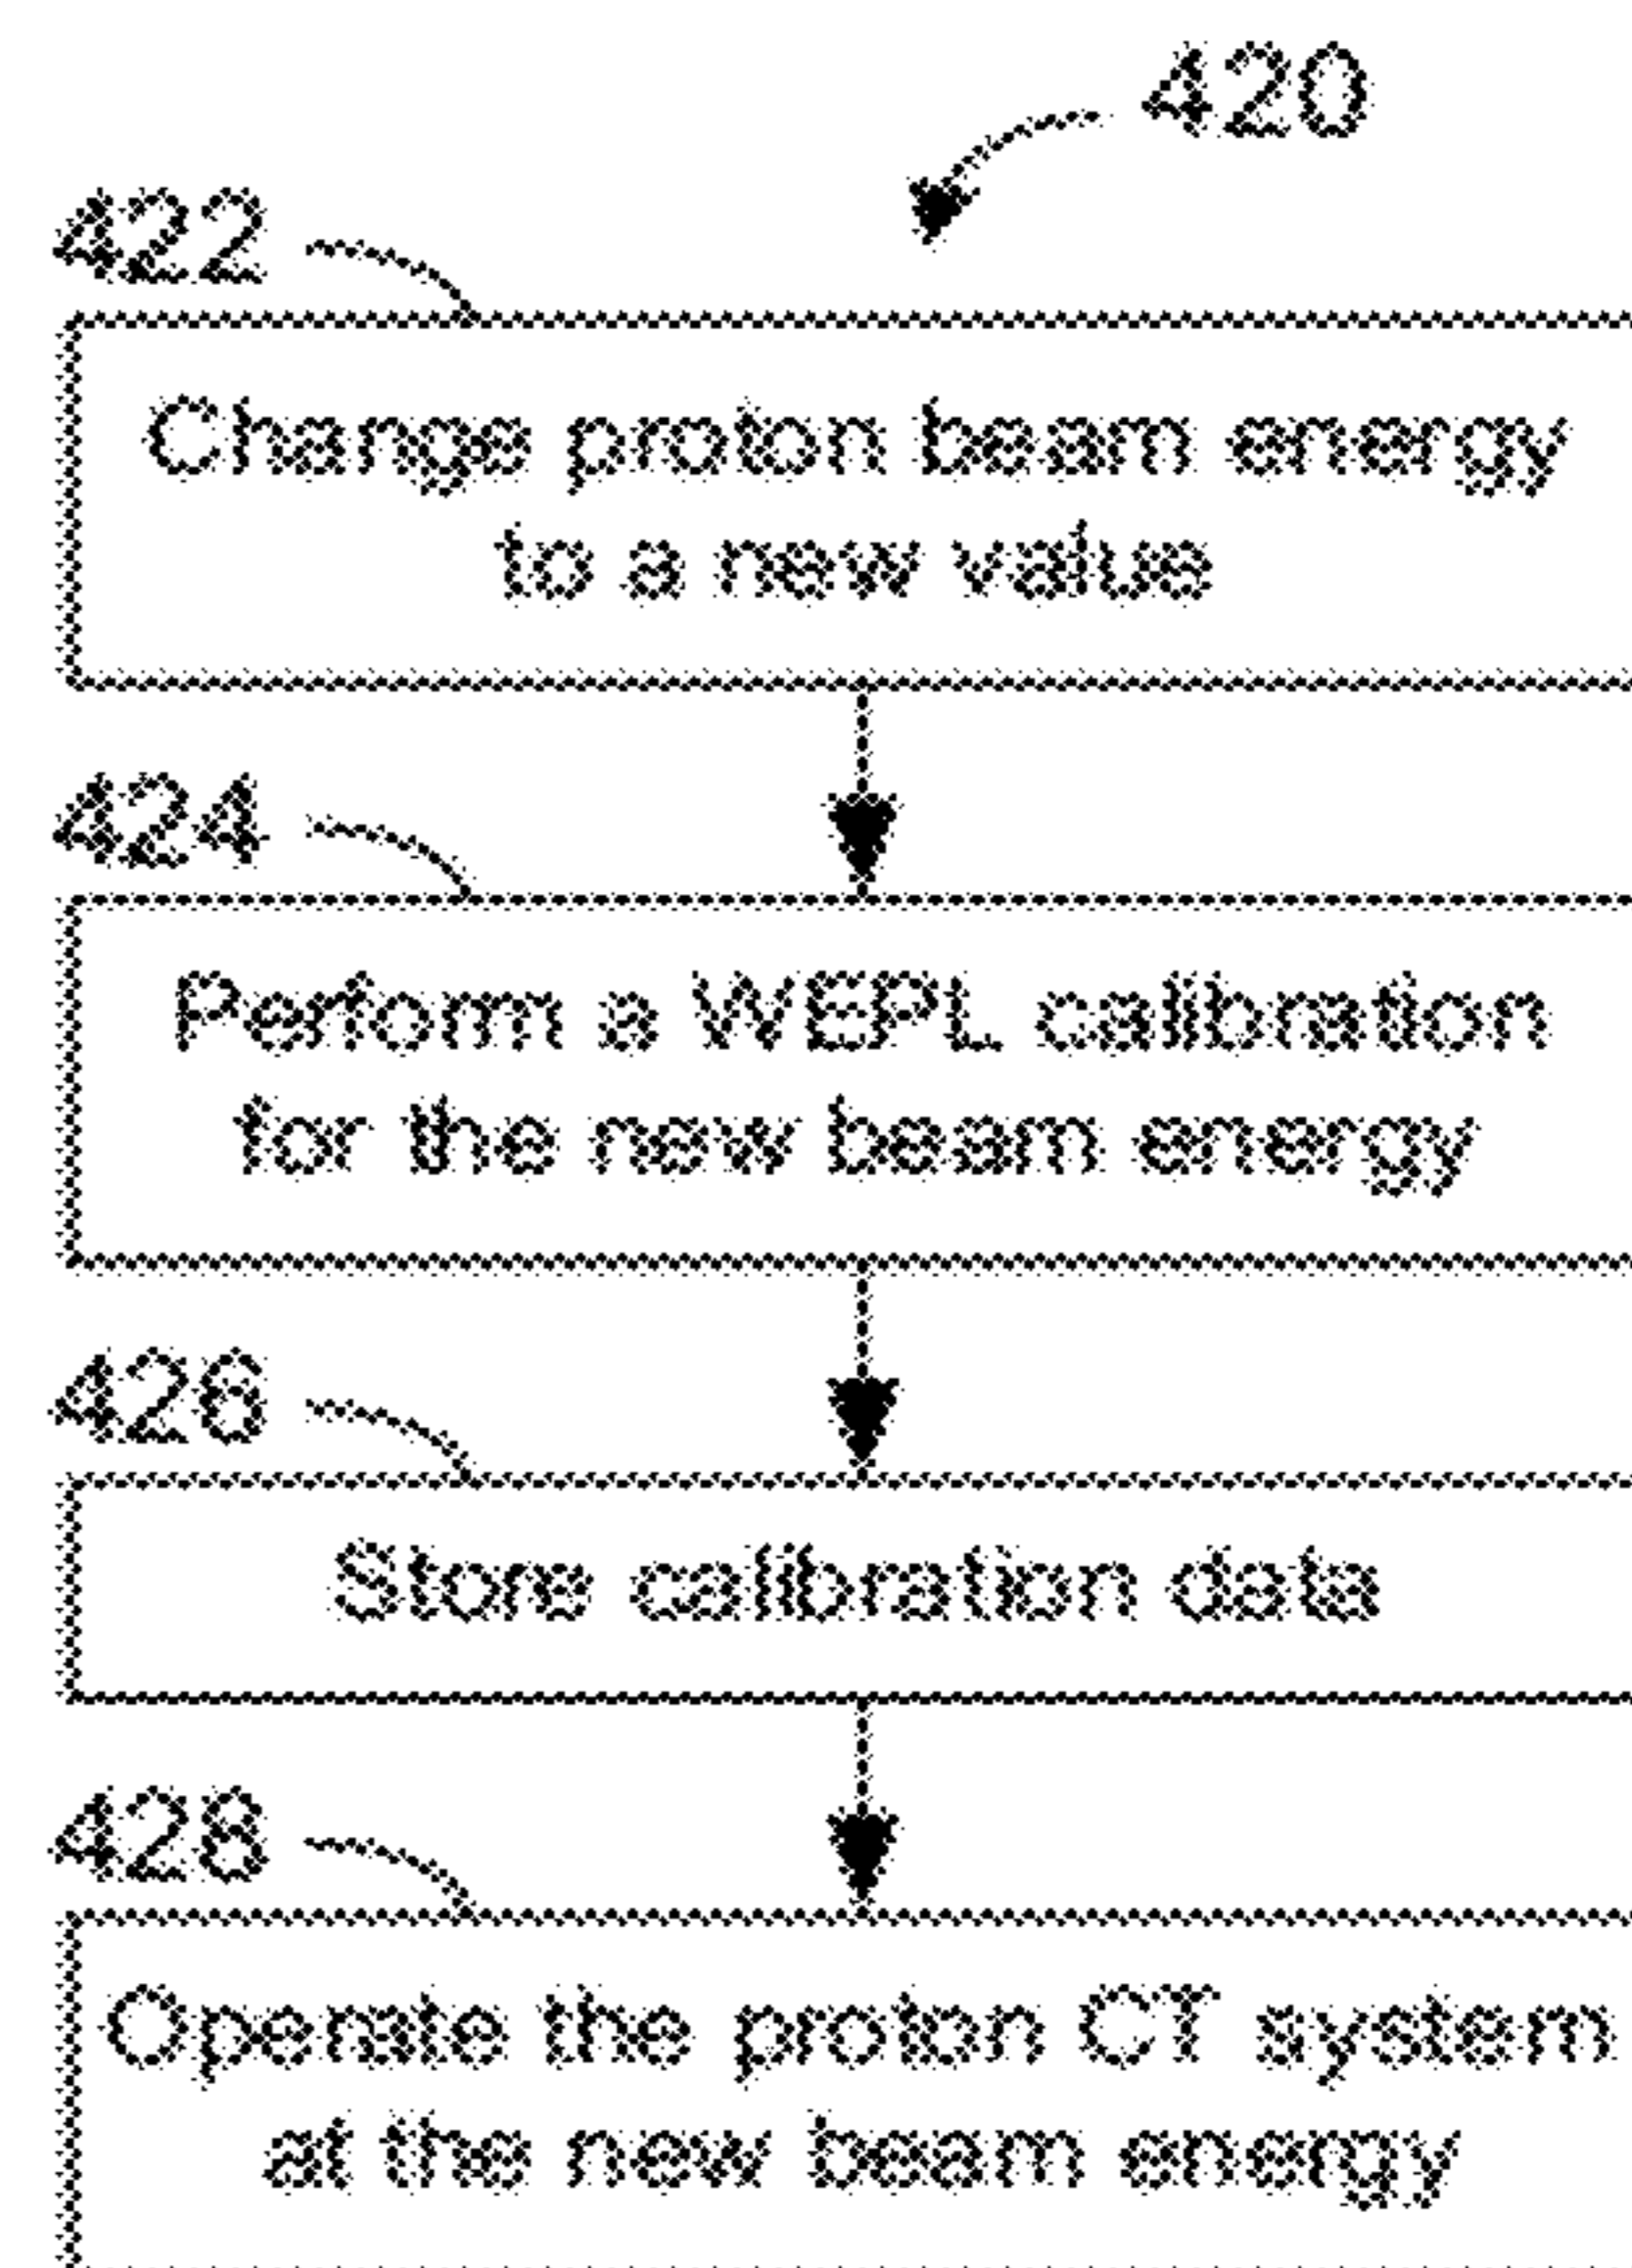 420
422
Change proton beam energy
to a new value
424
Perform a WEPL calibration
for the new beam energy
426
Store calibration data
428
Operate the proton CT system
at the new beam energy